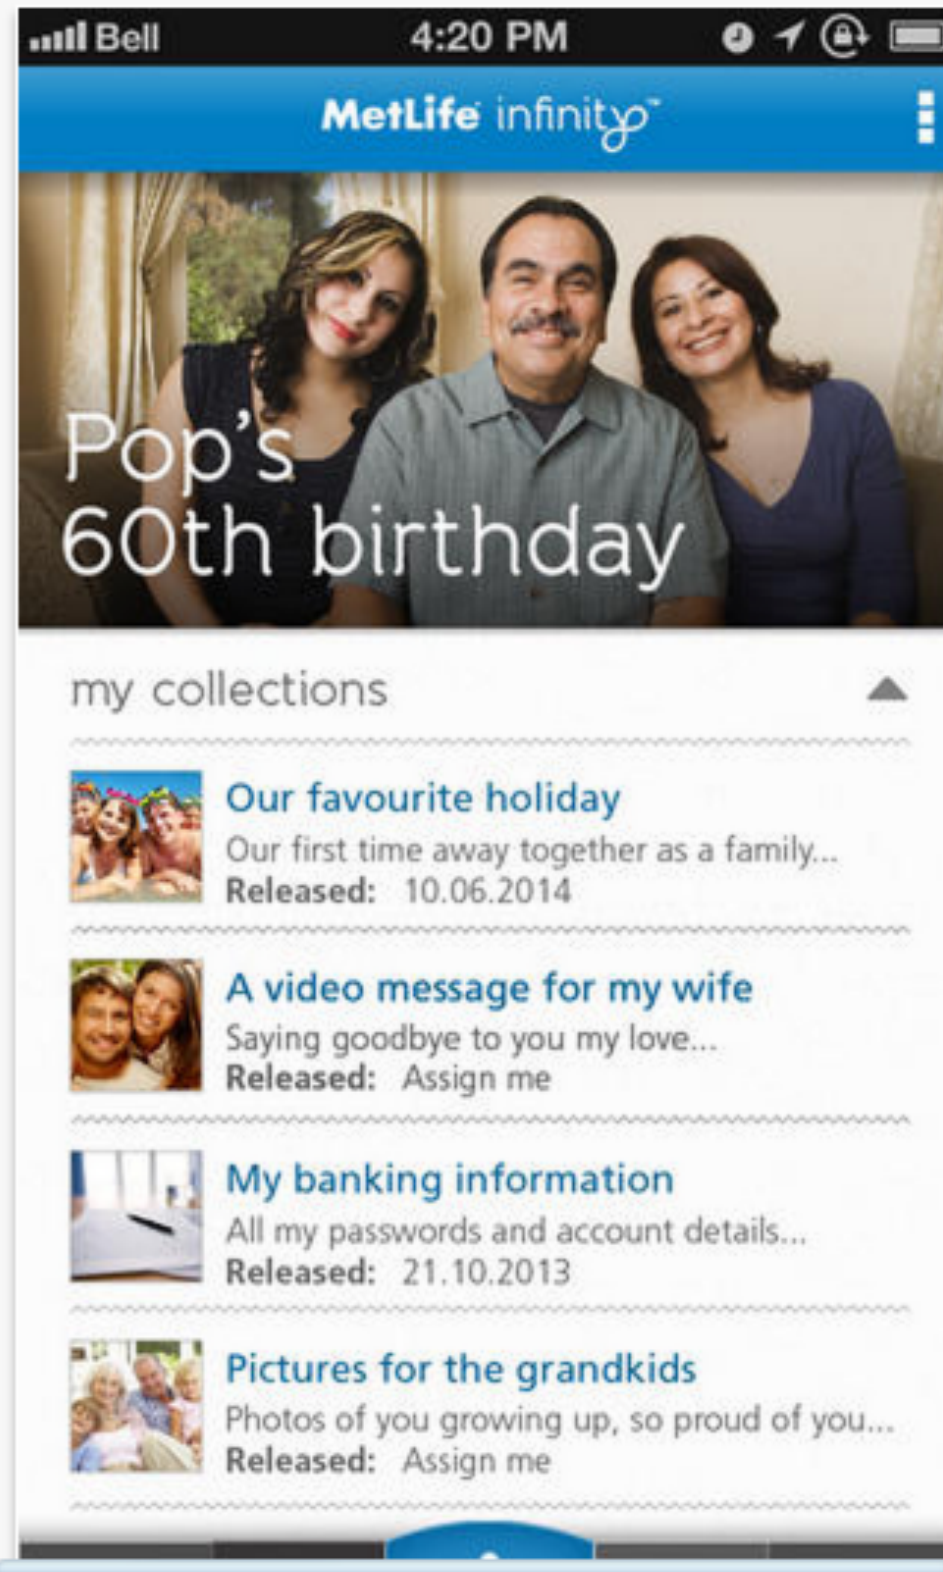 Bell 4:20 PM
MetLife infinity™
Pop's
60th birthday
my collections
Our favourite holiday
Our first time away together as a family...
Released: 10.06.2014
A video message for my wife
Saying goodbye to you my love...
Released: Assign me
My banking information
All my passwords and account details...
Released: 21.10.2013
Pictures for the grandkids
Photos of you growing up, so proud of you...
Released: Assign me